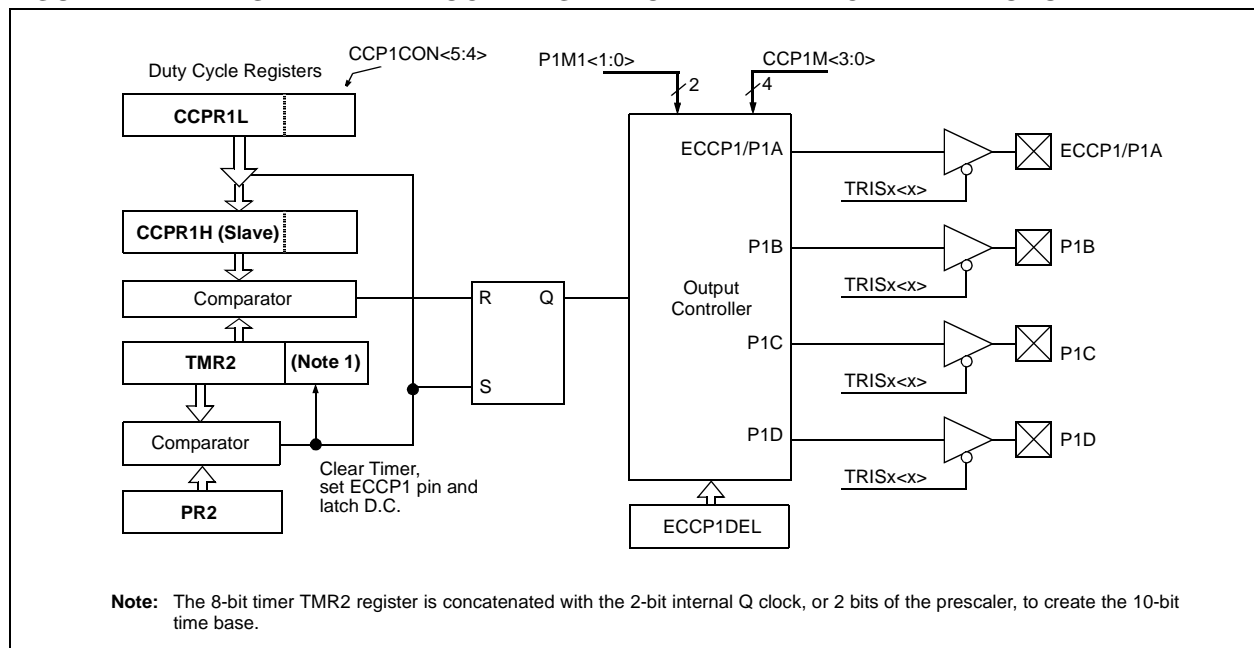 CCP1CON<5:4>
Duty Cycle Registers
CCPR1L
CCPR1H (Slave)
Comparator
TMR2
(Note 1)
Comparator
PR2
Clear Timer,
set ECCP1 pin and
latch D.C.
R
Q
S
P1M1<1:0>
2
CCP1M<3:0>
4
Output
Controller
ECCP1/P1A
P1B
P1C
P1D
ECCP1DEL
TRISx<x>
ECCP1/P1A
TRISx<x>
P1B
TRISx<x>
P1C
TRISx<x>
P1D
Note: The 8-bit timer TMR2 register is concatenated with the 2-bit internal Q clock, or 2 bits of the prescaler, to create the 10-bit
time base.